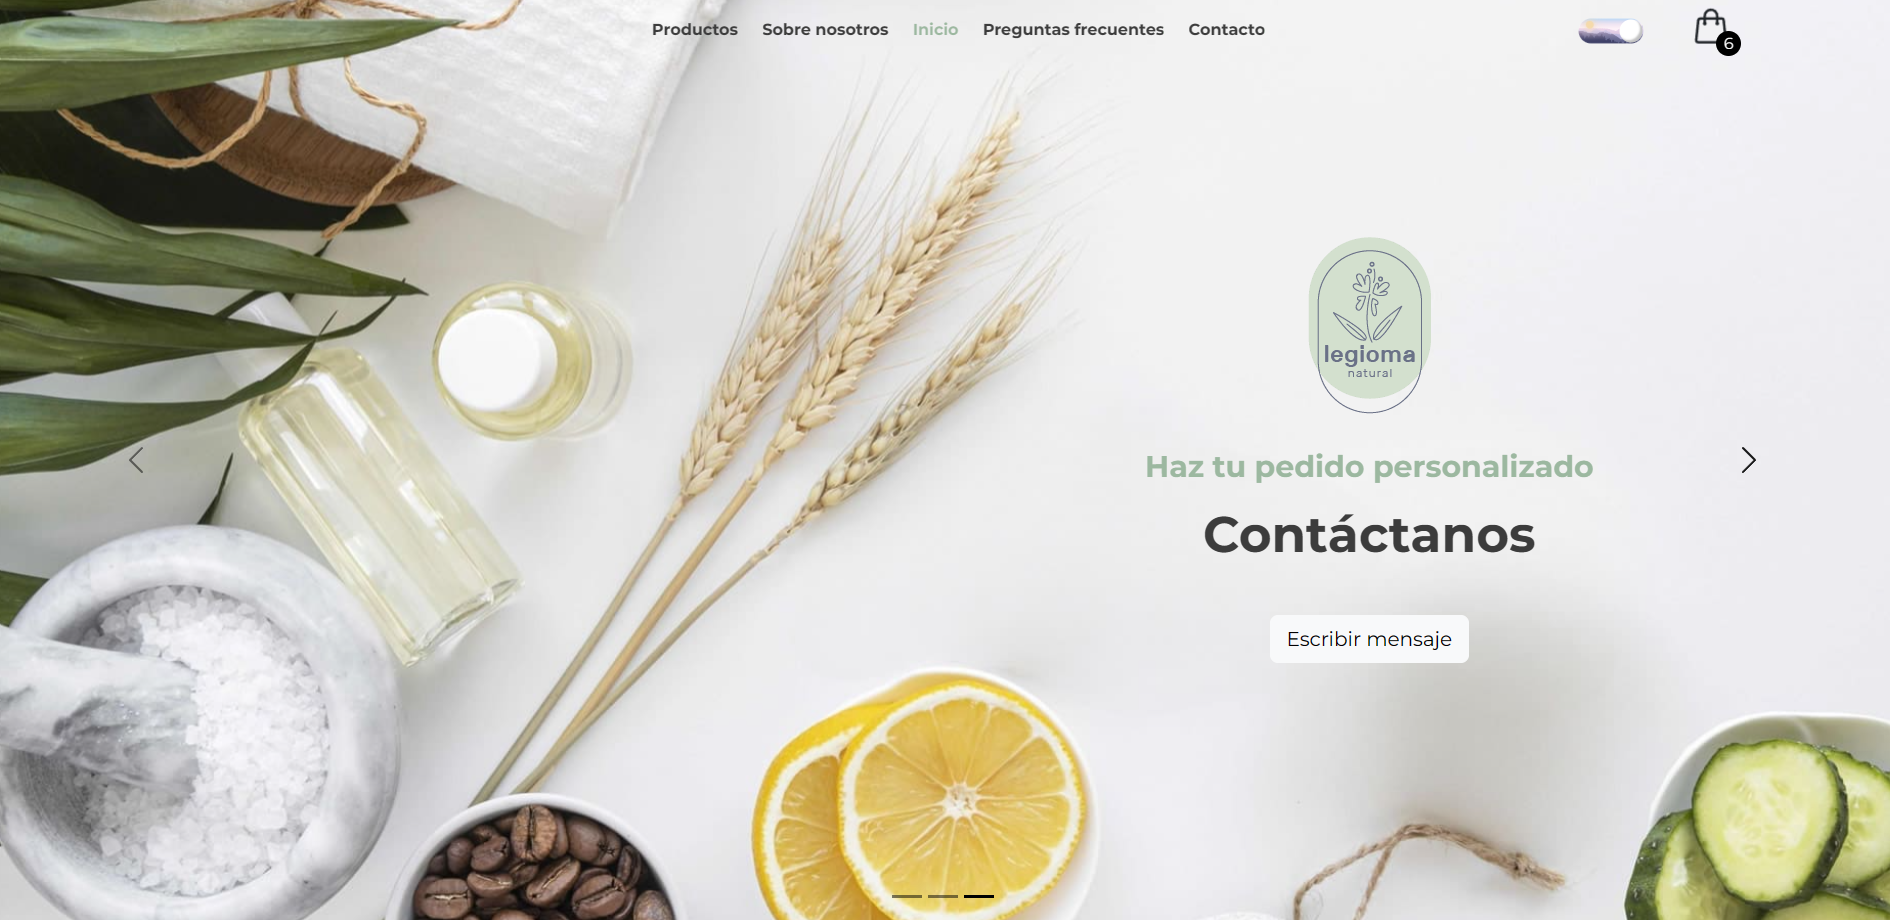 Productos Sobre nosotros Inicio Preguntas frecuentes Contacto
6
legioma
natural
Haz tu pedido personalizado
Contáctanos
Escribir mensaje